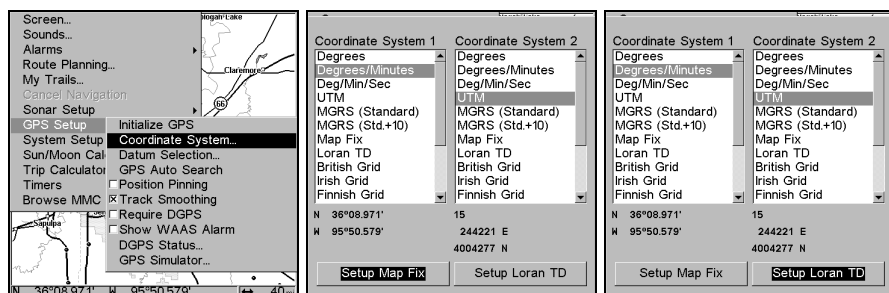 Screen...
Sounds...
Alarms
Route Planning...
My Trails...
Cancel Navigation
Sonar Setup
GPS Setup
System Setup
Sun/Moon Cal
Trip Calculator
Timers
Browse MMC
Initialize GPS
Coordinate System...
Datum Selection...
GPS Auto Search
Position Pinning
Track Smoothing
Require DGPS
Show WAAS Alarm
DGPS Status...
GPS Simulator...
Claremore
66
Sapulpa
N 36°08.971' W 95°50.579' ↔ 40
Coordinate System 1
Degrees
Degrees/Minutes
Deg/Min/Sec
UTM
MGRS (Standard)
MGRS (Std.+10)
Map Fix
Loran TD
British Grid
Irish Grid
Finnish Grid
N 36°08.971'
W 95°50.579'
Setup Map Fix
Coordinate System 2
Degrees
Degrees/Minutes
Deg/Min/Sec
UTM
MGRS (Standard)
MGRS (Std.+10)
Map Fix
Loran TD
British Grid
Irish Grid
Finnish Grid
15
244221 E
4004277 N
Setup Loran TD
Coordinate System 1
Degrees
Degrees/Minutes
Deg/Min/Sec
UTM
MGRS (Standard)
MGRS (Std.+10)
Map Fix
Loran TD
British Grid
Irish Grid
Finnish Grid
N 36°08.971'
W 95°50.579'
Setup Map Fix
Coordinate System 2
Degrees
Degrees/Minutes
Deg/Min/Sec
UTM
MGRS (Standard)
MGRS (Std.+10)
Map Fix
Loran TD
British Grid
Irish Grid
Finnish Grid
15
244221 E
4004277 N
Setup Loran TD